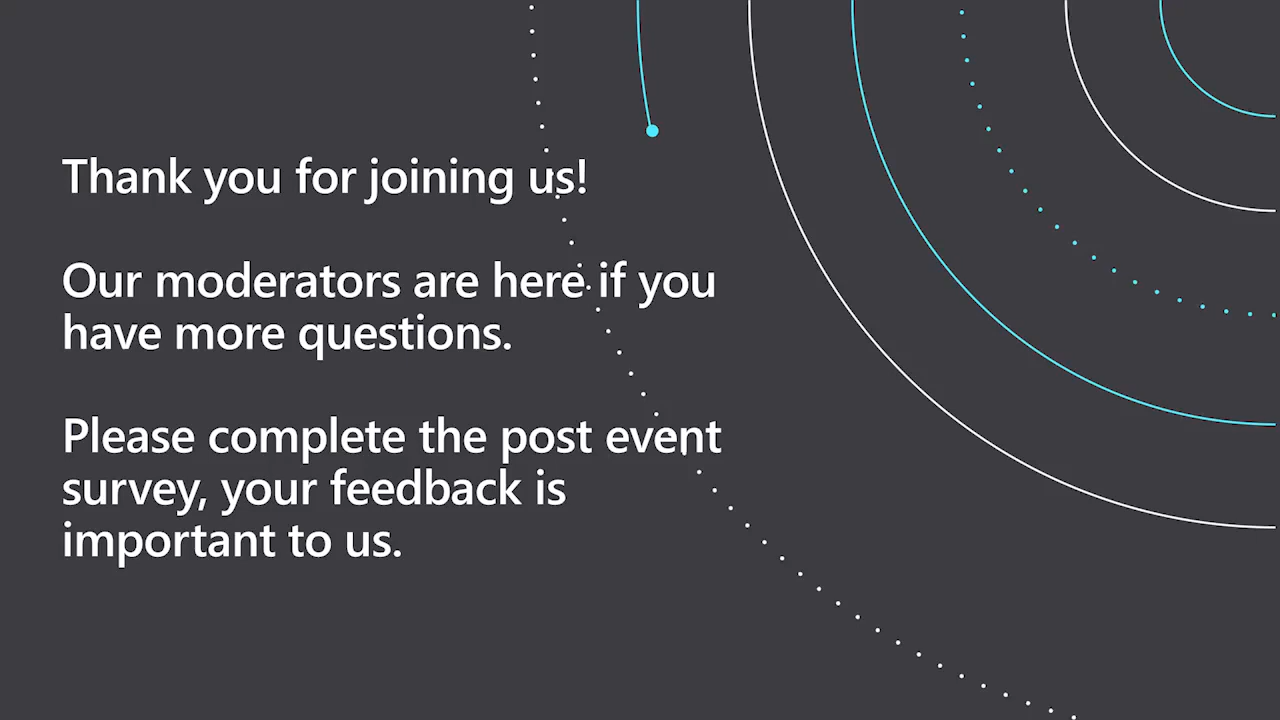 Thank you for joining us!
Our moderators are here if you
have more questions.
Please complete the post event
survey, your feedback is
important to us.